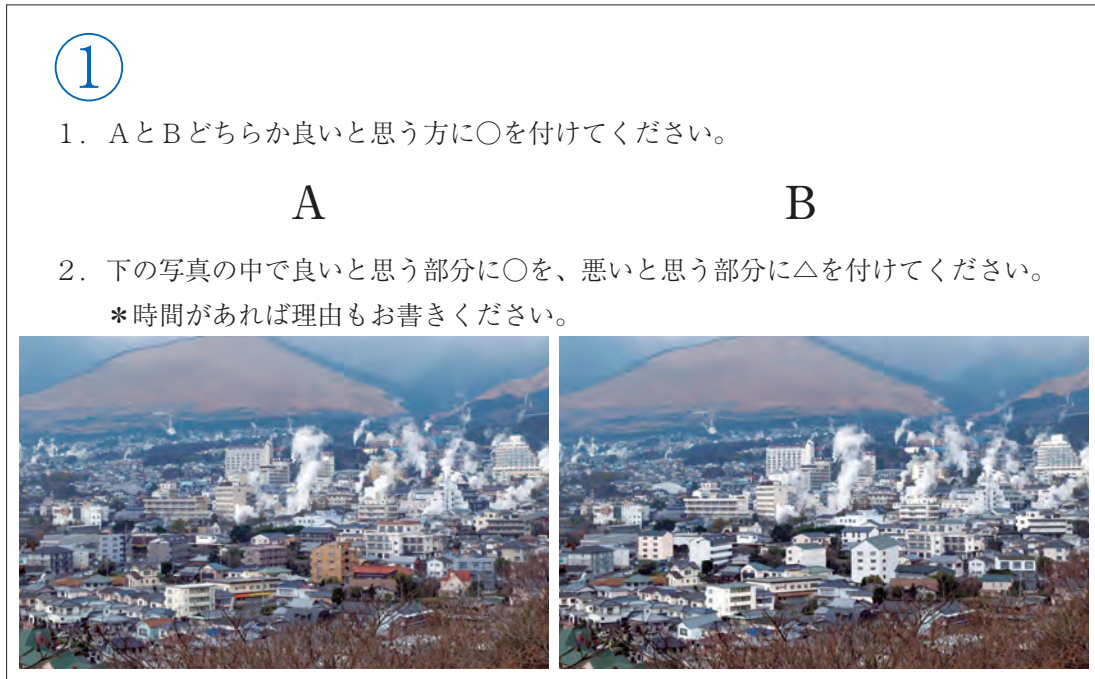 ①
１．ＡとＢどちらか良いと思う方に○を付けてください。
A B
２．下の写真の中で良いと思う部分に○を、悪いと思う部分に△を付けてください。
＊時間があれば理由もお書きください。